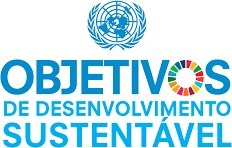 OBJETIVOS
DE DESENVOLVIMENTO
SUSTENTÁVEL